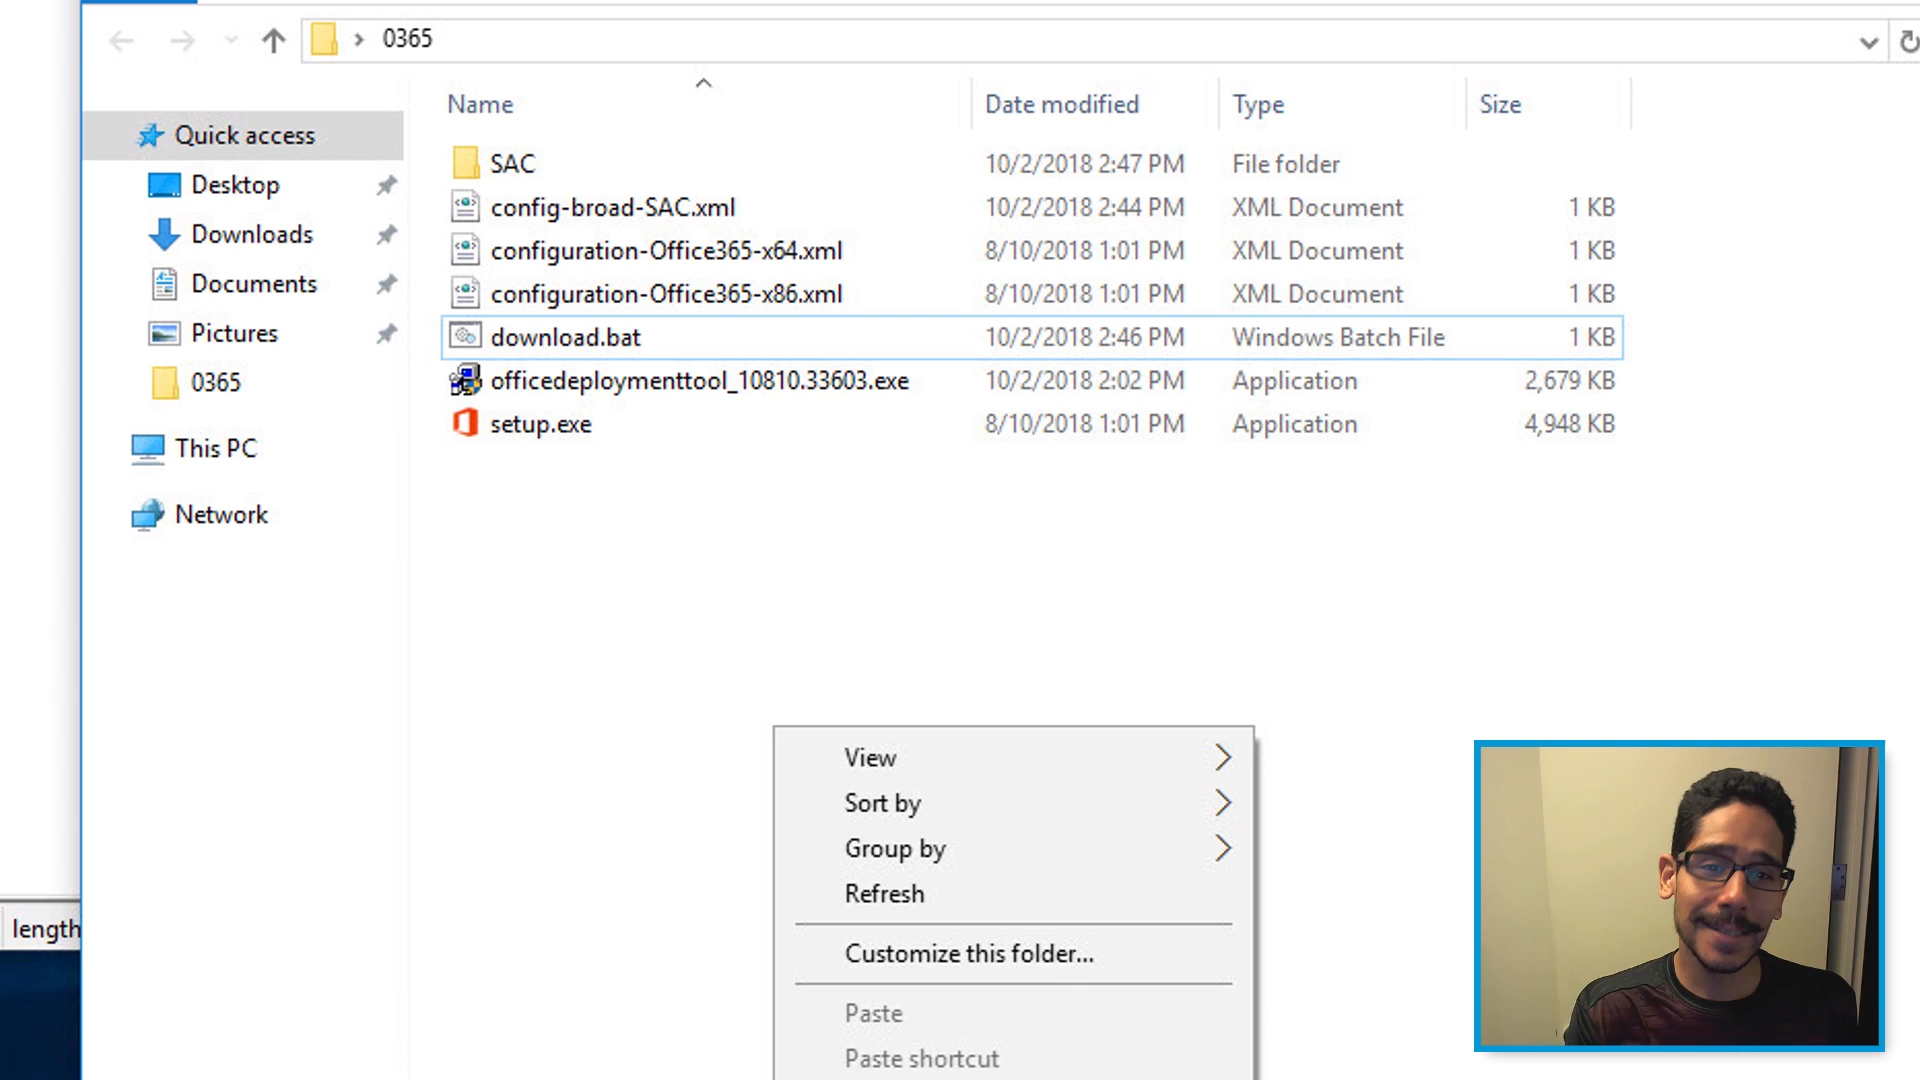 0365
Name Date modified Type Size
Quick access
Desktop
Downloads
Documents
Pictures
0365
This PC
Network
SAC 10/2/2018 2:47 PM File folder
config-broad-SAC.xml 10/2/2018 2:44 PM XML Document 1 KB
configuration-Office365-x64.xml 8/10/2018 1:01 PM XML Document 1 KB
configuration-Office365-x86.xml 8/10/2018 1:01 PM XML Document 1 KB
download.bat 10/2/2018 2:46 PM Windows Batch File 1 KB
officedeploymenttool_10810.33603.exe 10/2/2018 2:02 PM Application 2,679 KB
setup.exe 8/10/2018 1:01 PM Application 4,948 KB
View
Sort by
Group by
Refresh
Customize this folder...
Paste
Paste shortcut
length